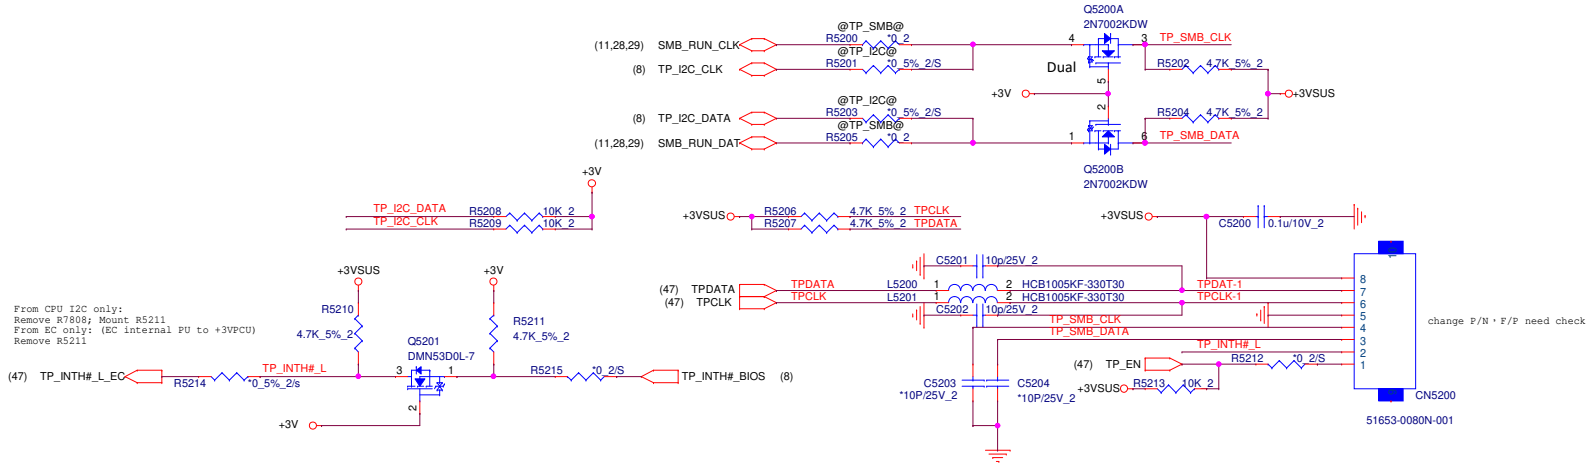 Q5200A
2N7002KDW
@TP_SMB@
(11,28,29) SMB_RUN_CLK R5200 *0_2 4 3 TP_SMB_CLK
@TP_I2C@
(8) TP_I2C_CLK R5201 *0_5%_2/S Dual 5 R5202 4.7K_5%_2
+3V +3VSUS
@TP_I2C@ 2
(8) TP_I2C_DATA R5203 *0_5%_2/S R5204 4.7K_5%_2
@TP_SMB@
(11,28,29) SMB_RUN_DAT R5205 *0_2 1 6 TP_SMB_DATA
Q5200B
2N7002KDW
+3V
TP_I2C_DATA R5208 10K_2
TP_I2C_CLK R5209 10K_2
+3VSUS R5206 4.7K_5%_2 TPCLK
R5207 4.7K_5%_2 TPDATA
+3VSUS C5200 0.1u/10V_2
C5201 10p/25V_2
(47) TPDATA TPDATA L5200 1 2 HCB1005KF-330T30 TPDAT-1
(47) TPCLK TPCLK L5201 1 2 HCB1005KF-330T30 TPCLK-1
C5202 10p/25V_2
TP_SMB_CLK
TP_SMB_DATA
TP_INTH#_L
(47) TP_EN R5212 *0_2/S
+3VSUS R5213 10K_2
C5203 *10P/25V_2
C5204 *10P/25V_2
8
7
6
5
4
3
2
1
CN5200
51653-0080N-001
change P/N,F/P need check
From CPU I2C only:
Remove R7808; Mount R5211
From EC only: (EC internal PU to +3VPCU)
Remove R5211
+3VSUS +3V
R5210 4.7K_5%_2
R5211 4.7K_5%_2
Q5201
DMN53D0L-7
(47) TP_INTH#_L_EC R5214 *0_5%_2/s TP_INTH#_L 3 1 R5215 *0_2/S TP_INTH#_BIOS (8)
2
+3V